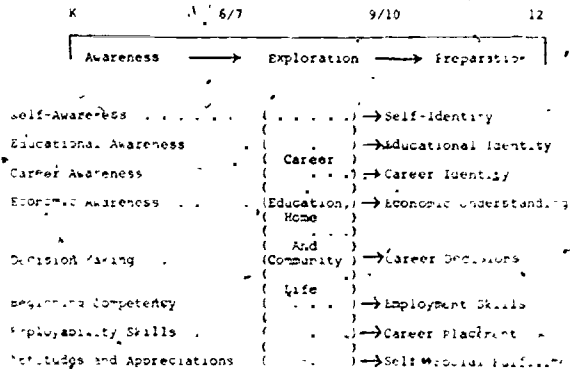 K 6/7 9/10 12
Awareness → Exploration → Preparation
Self-Awareness . . . . . ( . . . . . ) → Self-Identity
Educational Awareness . ( ) → Educational Identity
Career
Career Awareness ( . . . ) → Career Identity
Economic Awareness . . . (Education, ) → Economic Understanding
Home
And
Decision Making . (Community ) → Career Decisions
Life
Beginning Competency ( . . . ) → Employment Skills
Employability Skills . ( . . ) → Career Placement
Attitudes and Appreciations ( . . ) → Self Social